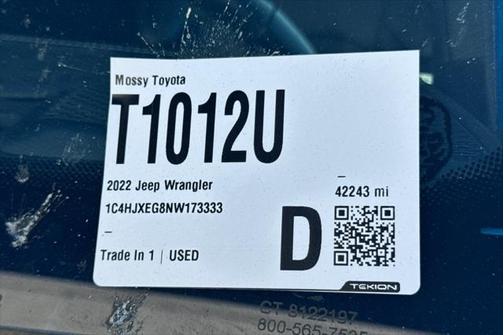 Mossy Toyota
T1012U
2022 Jeep Wrangler
42243 mi
1C4HJXEG8NW173333
Trade In 1 | USED
D
TEKION